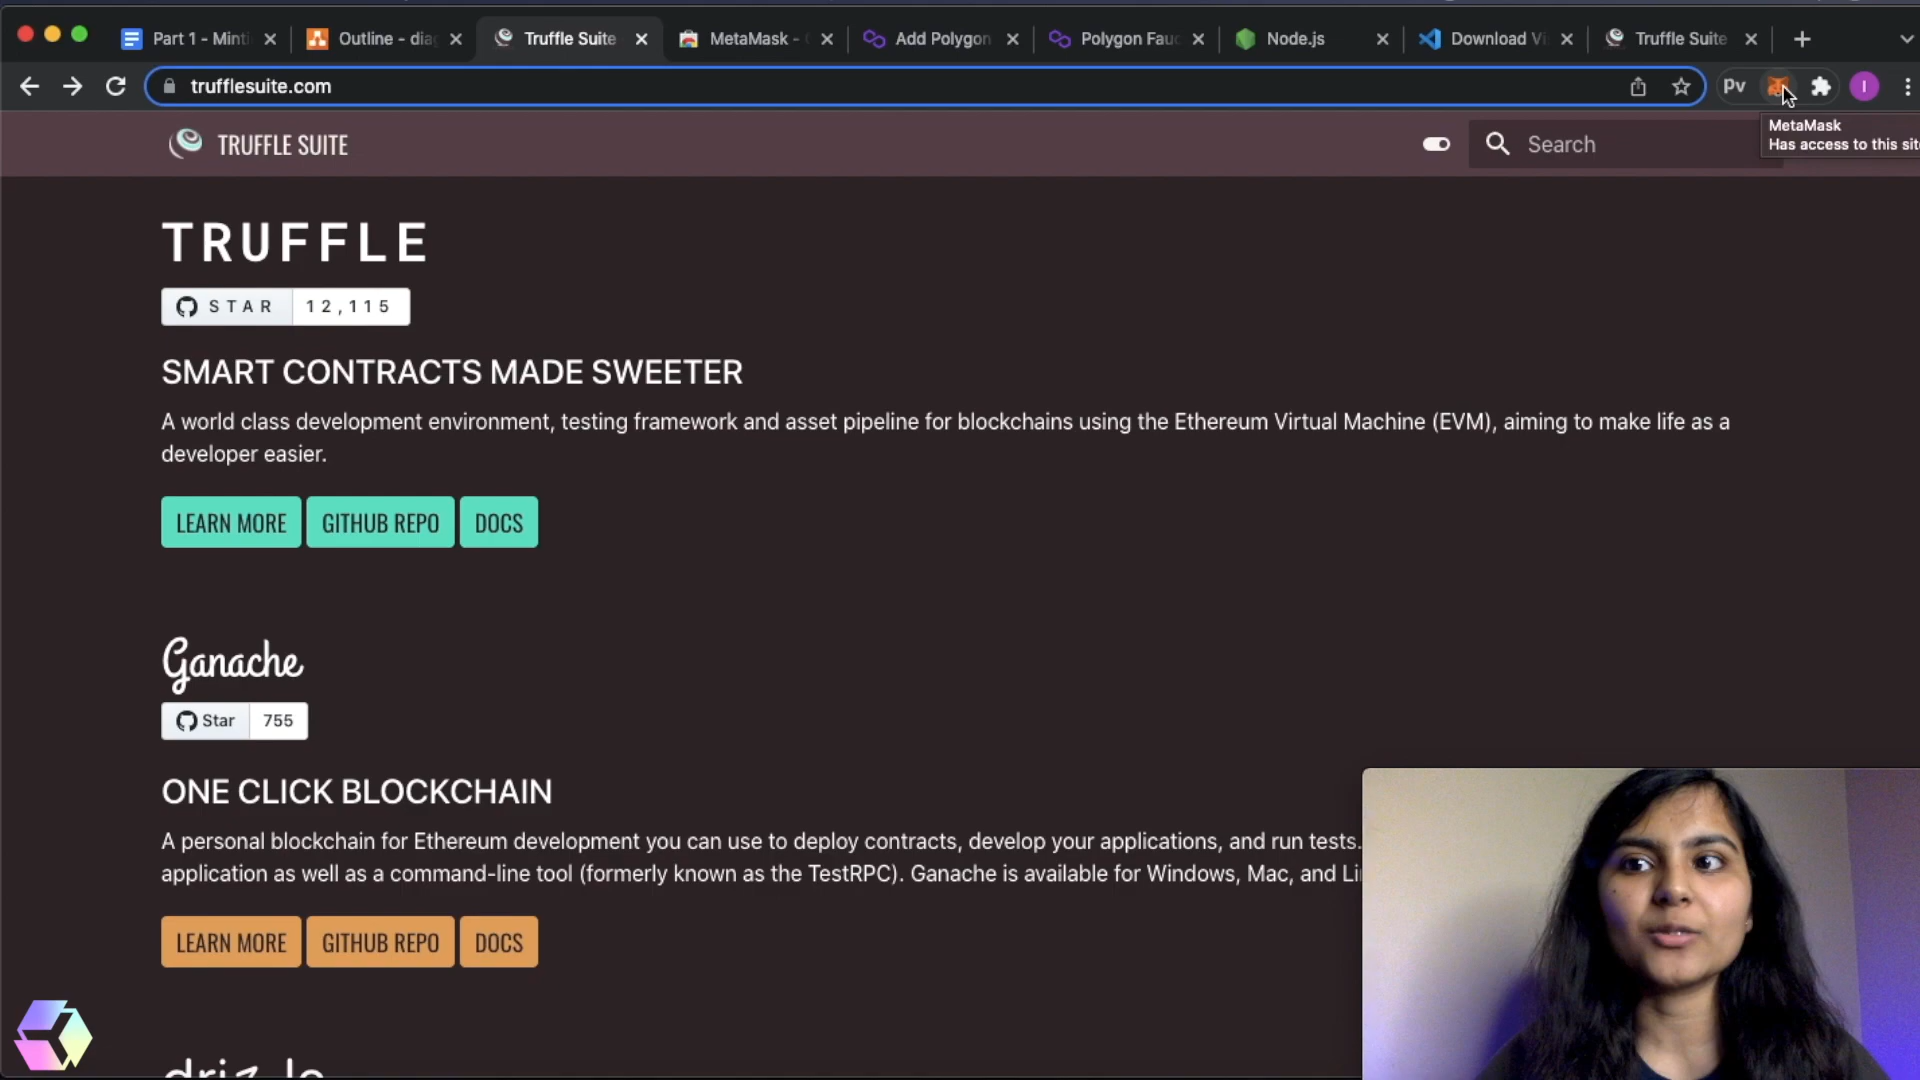 Part 1 - Minti
Outline - dia
Truffle Suite
MetaMask -
Add Polygon
Polygon Fauc
Node.js
Download Vi
Truffle Suite
trufflesuite.com
Pv
I
MetaMask
Has access to this site
TRUFFLE SUITE
Search
TRUFFLE
STAR 12,115
SMART CONTRACTS MADE SWEETER
A world class development environment, testing framework and asset pipeline for blockchains using the Ethereum Virtual Machine (EVM), aiming to make life as a
developer easier.
LEARN MORE GITHUB REPO DOCS
Ganache
Star 755
ONE CLICK BLOCKCHAIN
A personal blockchain for Ethereum development you can use to deploy contracts, develop your applications, and run tests.
application as well as a command-line tool (formerly known as the TestRPC). Ganache is available for Windows, Mac, and Li
LEARN MORE GITHUB REPO DOCS